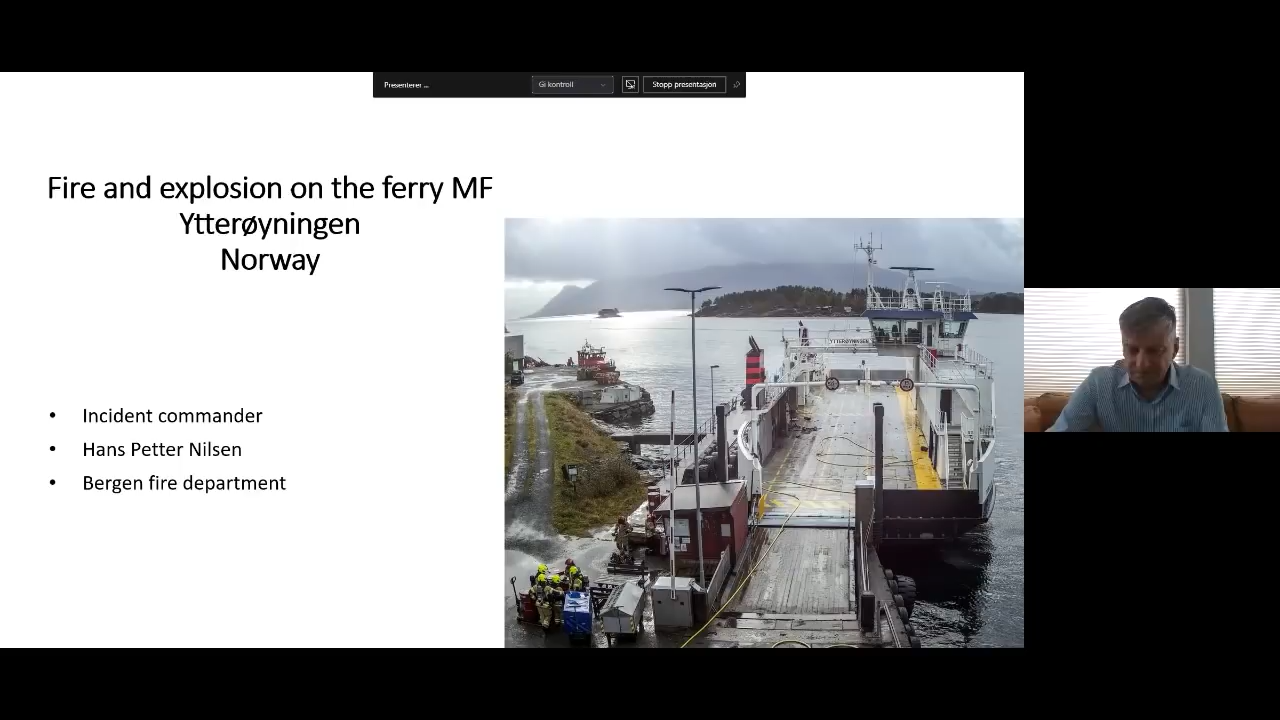 Presenterer ...
Gi kontroll
Stopp presentasjon
Fire and explosion on the ferry MF
Ytterøyningen
Norway
• Incident commander
• Hans Petter Nilsen
• Bergen fire department
YTTERØYNINGEN